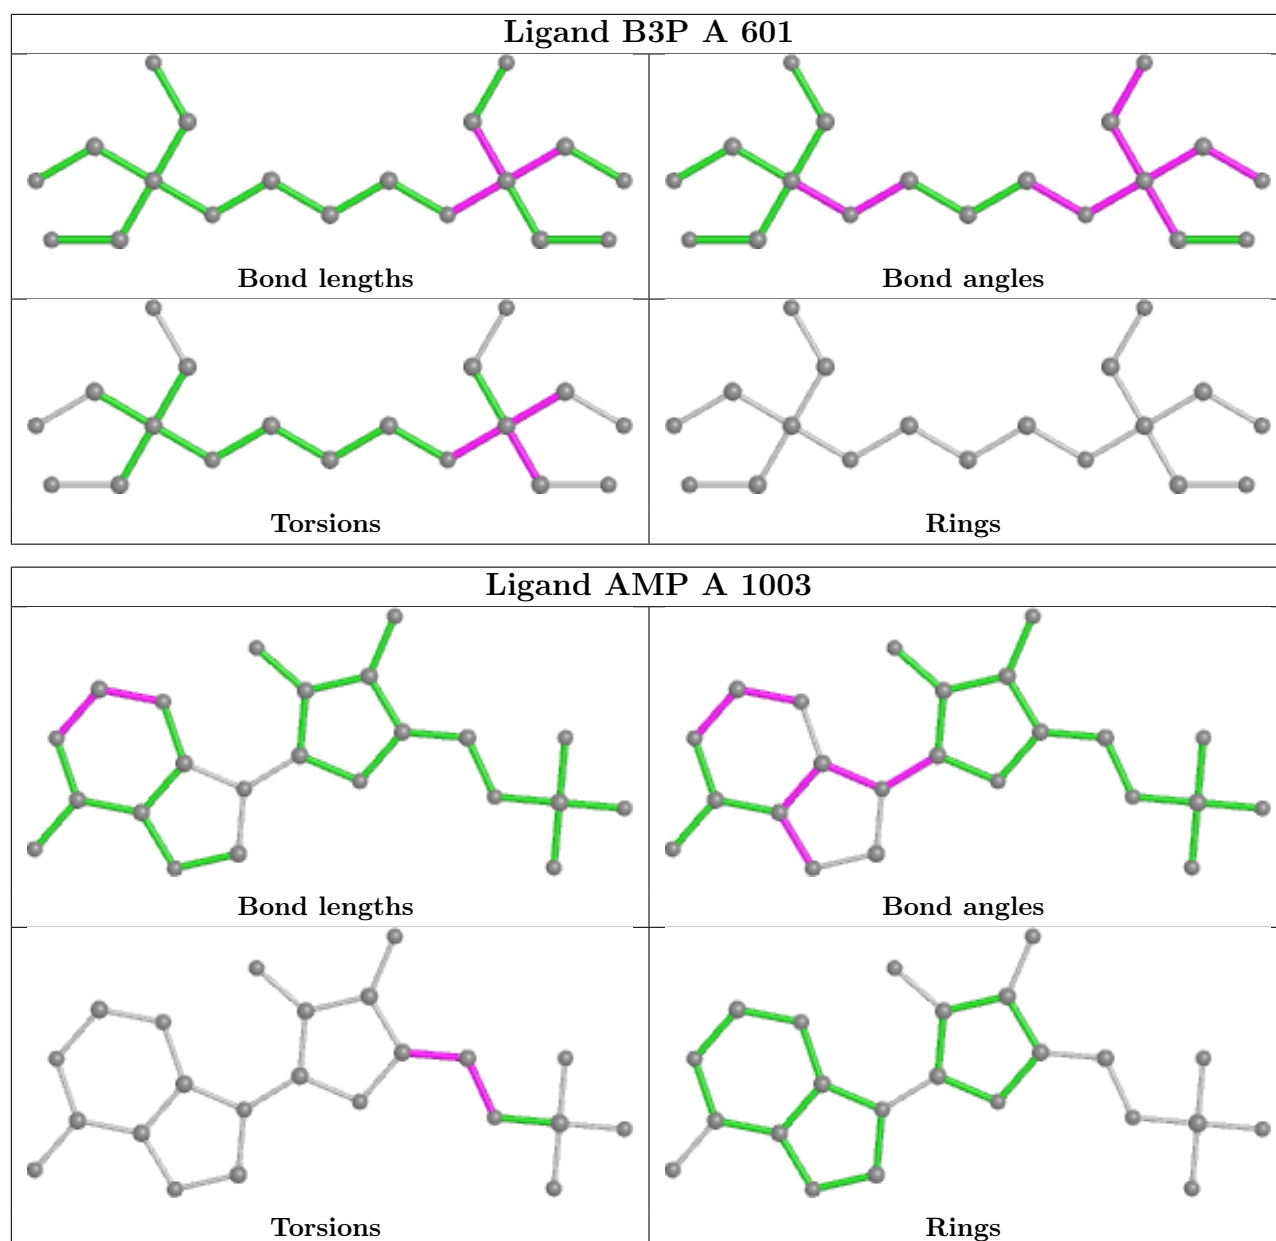 Ligand B3P A 601
Bond lengths
Bond angles
Torsions
Rings
Ligand AMP A 1003
Bond lengths
Bond angles
Torsions
Rings